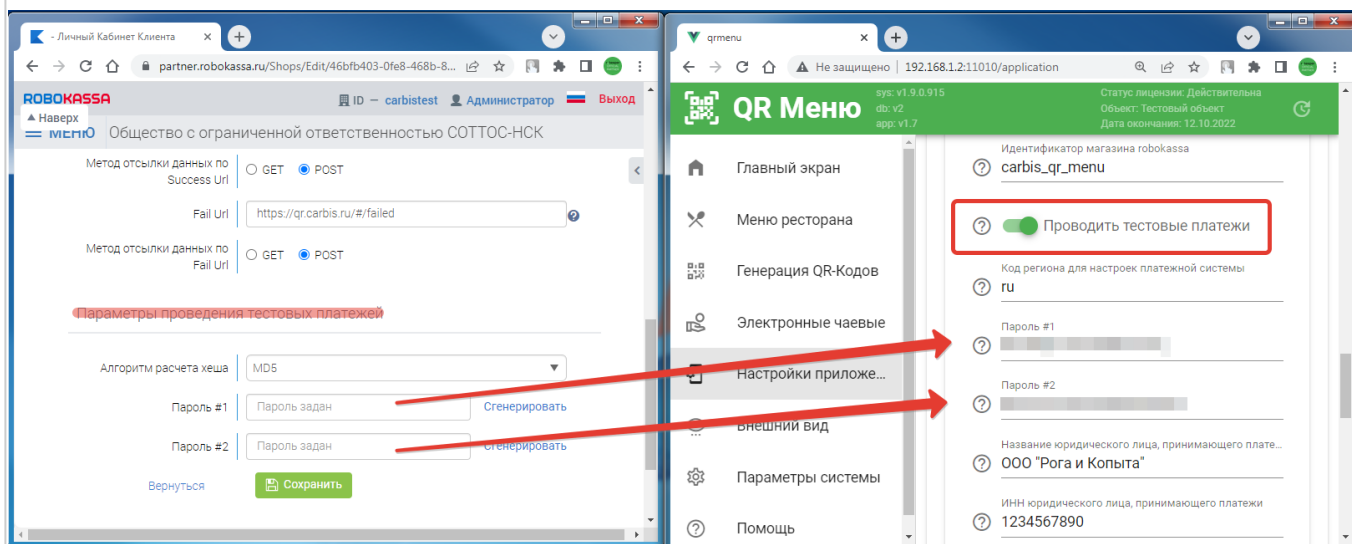 - Личный Кабинет Клиента
partner.robokassa.ru/Shops/Edit/46bfb403-0fe8-468b-8...
ROBOKASSA
ID — carbistest
Администратор
Выход
Наверх
МЕНЮ
Общество с ограниченной ответственностью СОТТОС-НСК
Метод отсылки данных по
Success Url
GET
POST
Fail Url
https://qr.carbis.ru/#/failed
Метод отсылки данных по
Fail Url
GET
POST
Параметры проведения тестовых платежей
Алгоритм расчета хеша
MD5
Пароль #1
Пароль задан
Сгенерировать
Пароль #2
Пароль задан
Сгенерировать
Вернуться
Сохранить
qrmenu
Не защищено
192.168.1.2:11010/application
QR Меню
sys: v1.9.0.915
db: v2
app: v1.7
Статус лицензии: Действительна
Объект: Тестовый объект
Дата окончания: 12.10.2022
Главный экран
Меню ресторана
Генерация QR-Кодов
Электронные чаевые
Настройки приложе...
Внешний вид
Параметры системы
Помощь
Идентификатор магазина robokassa
carbis_qr_menu
Проводить тестовые платежи
Код региона для настроек платежной системы
ru
Пароль #1
Пароль #2
Название юридического лица, принимающего плате...
ООО "Рога и Копыта"
ИНН юридического лица, принимающего платежи
1234567890